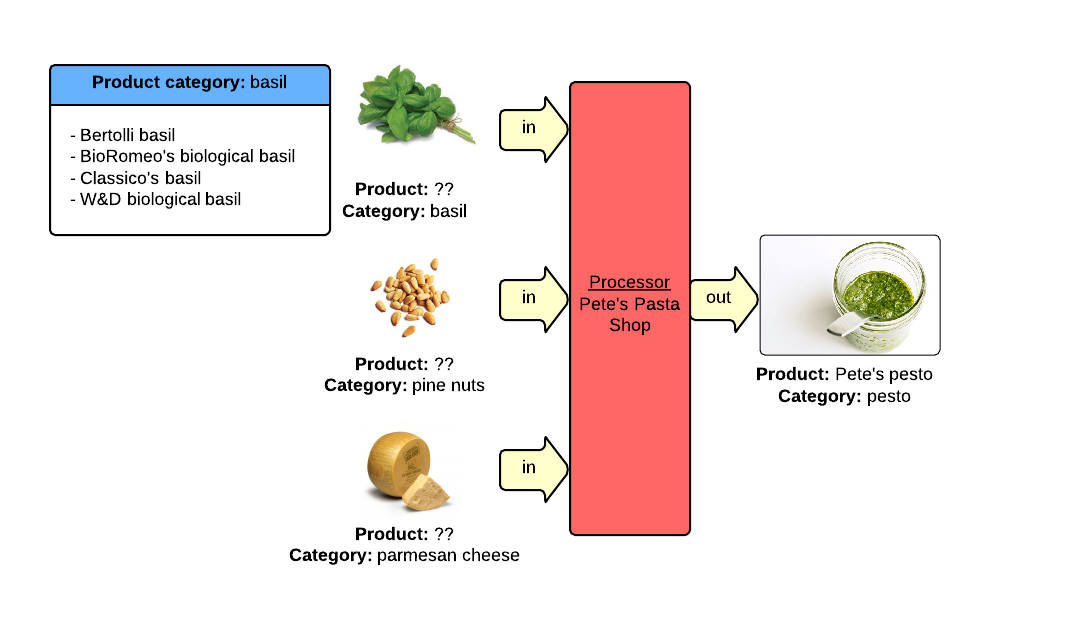 Product category: basil
- Bertolli basil
- BioRomeo's biological basil
- Classico's basil
- W&D biological basil
in
Product: ??
Category: basil
in
Product: ??
Category: pine nuts
in
Product: ??
Category: parmesan cheese
Processor
Pete's Pasta
Shop
out
Product: Pete's pesto
Category: pesto